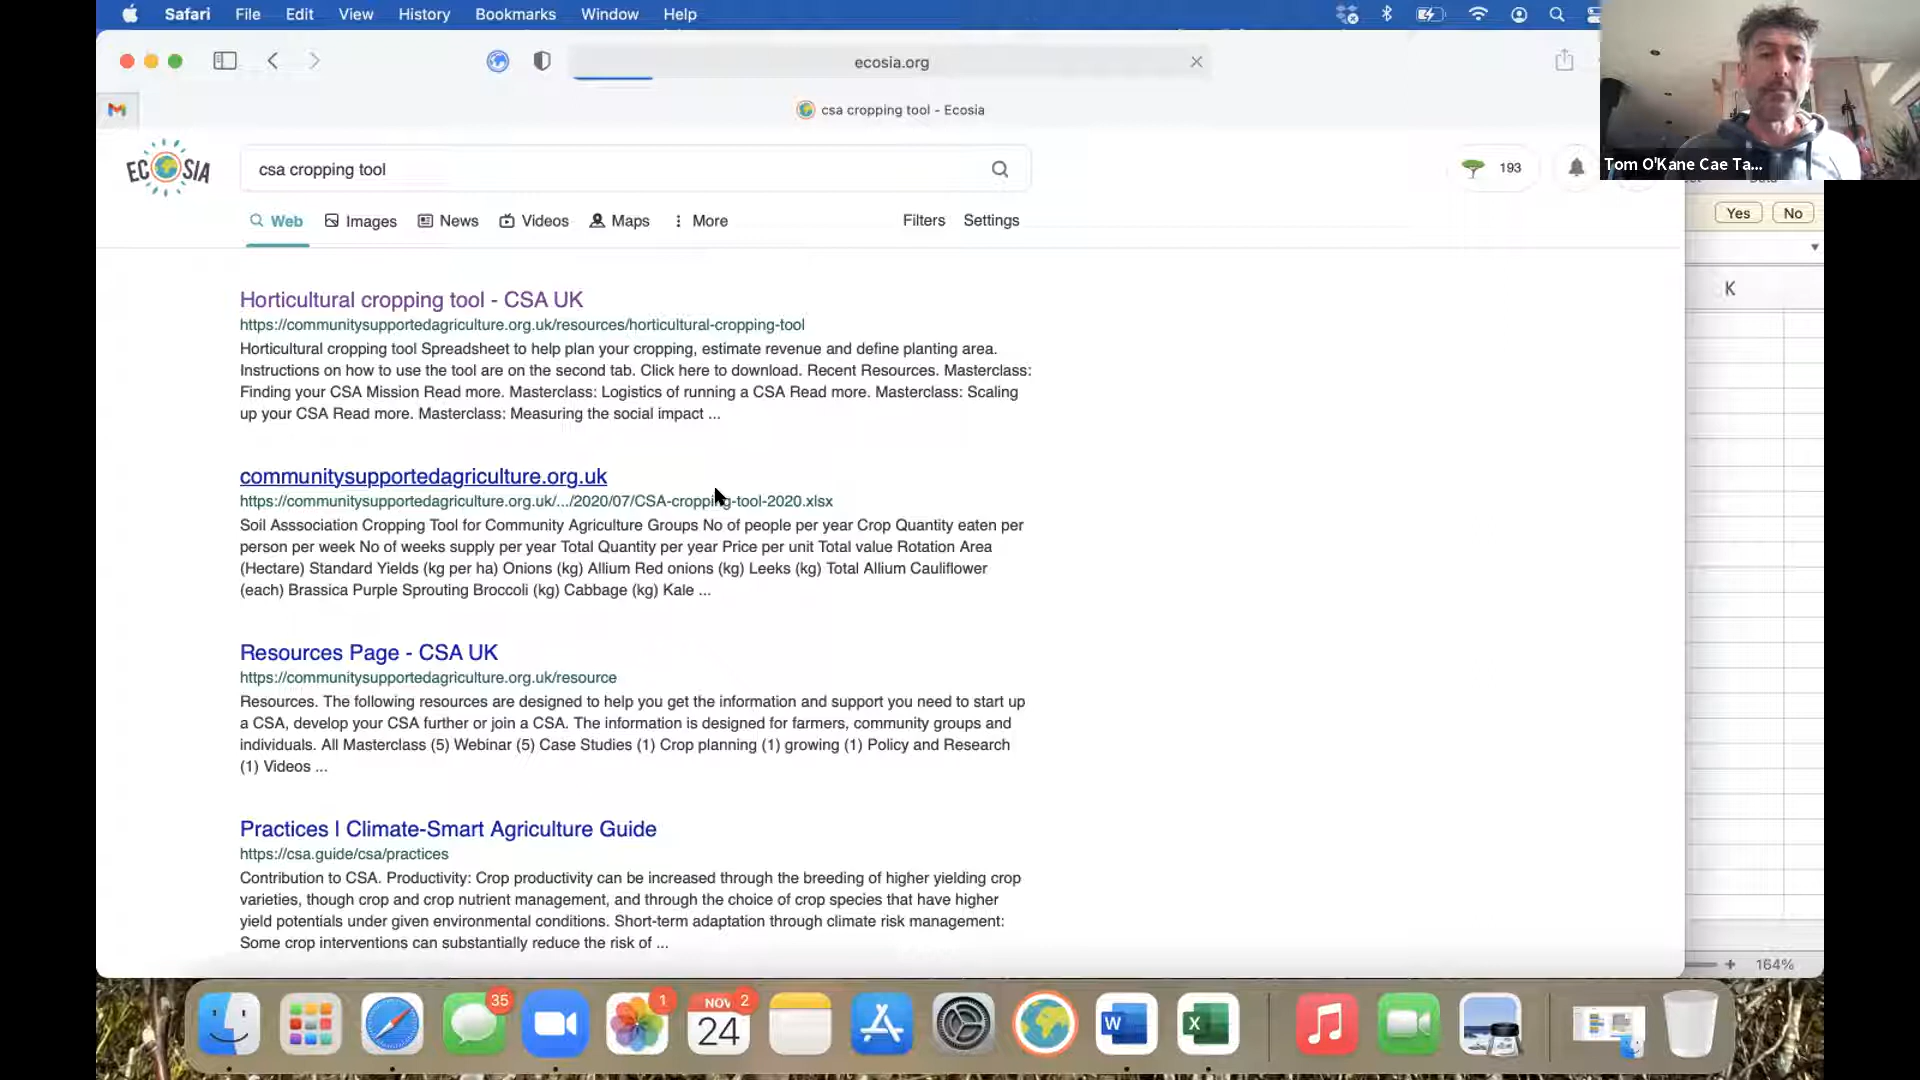 Safari File Edit View History Bookmarks Window Help
ecosia.org
csa cropping tool - Ecosia
ECOSIA
csa cropping tool
193
Web Images News Videos Maps More Filters Settings
Horticultural cropping tool - CSA UK
https://communitysupportedagriculture.org.uk/resources/horticultural-cropping-tool
Horticultural cropping tool Spreadsheet to help plan your cropping, estimate revenue and define planting area.
Instructions on how to use the tool are on the second tab. Click here to download. Recent Resources. Masterclass:
Finding your CSA Mission Read more. Masterclass: Logistics of running a CSA Read more. Masterclass: Scaling
up your CSA Read more. Masterclass: Measuring the social impact ...
communitysupportedagriculture.org.uk
https://communitysupportedagriculture.org.uk/.../2020/07/CSA-cropping-tool-2020.xlsx
Soil Asssociation Cropping Tool for Community Agriculture Groups No of people per year Crop Quantity eaten per
person per week No of weeks supply per year Total Quantity per year Price per unit Total value Rotation Area
(Hectare) Standard Yields (kg per ha) Onions (kg) Allium Red onions (kg) Leeks (kg) Total Allium Cauliflower
(each) Brassica Purple Sprouting Broccoli (kg) Cabbage (kg) Kale ...
Resources Page - CSA UK
https://communitysupportedagriculture.org.uk/resource
Resources. The following resources are designed to help you get the information and support you need to start up
a CSA, develop your CSA further or join a CSA. The information is designed for farmers, community groups and
individuals. All Masterclass (5) Webinar (5) Case Studies (1) Crop planning (1) growing (1) Policy and Research
(1) Videos ...
Practices | Climate-Smart Agriculture Guide
https://csa.guide/csa/practices
Contribution to CSA. Productivity: Crop productivity can be increased through the breeding of higher yielding crop
varieties, though crop and crop nutrient management, and through the choice of crop species that have higher
yield potentials under given environmental conditions. Short-term adaptation through climate risk management:
Some crop interventions can substantially reduce the risk of ...
Tom O'Kane Cae Ta...
Yes No
K
164%
35
1
NOV 2
24
W
X